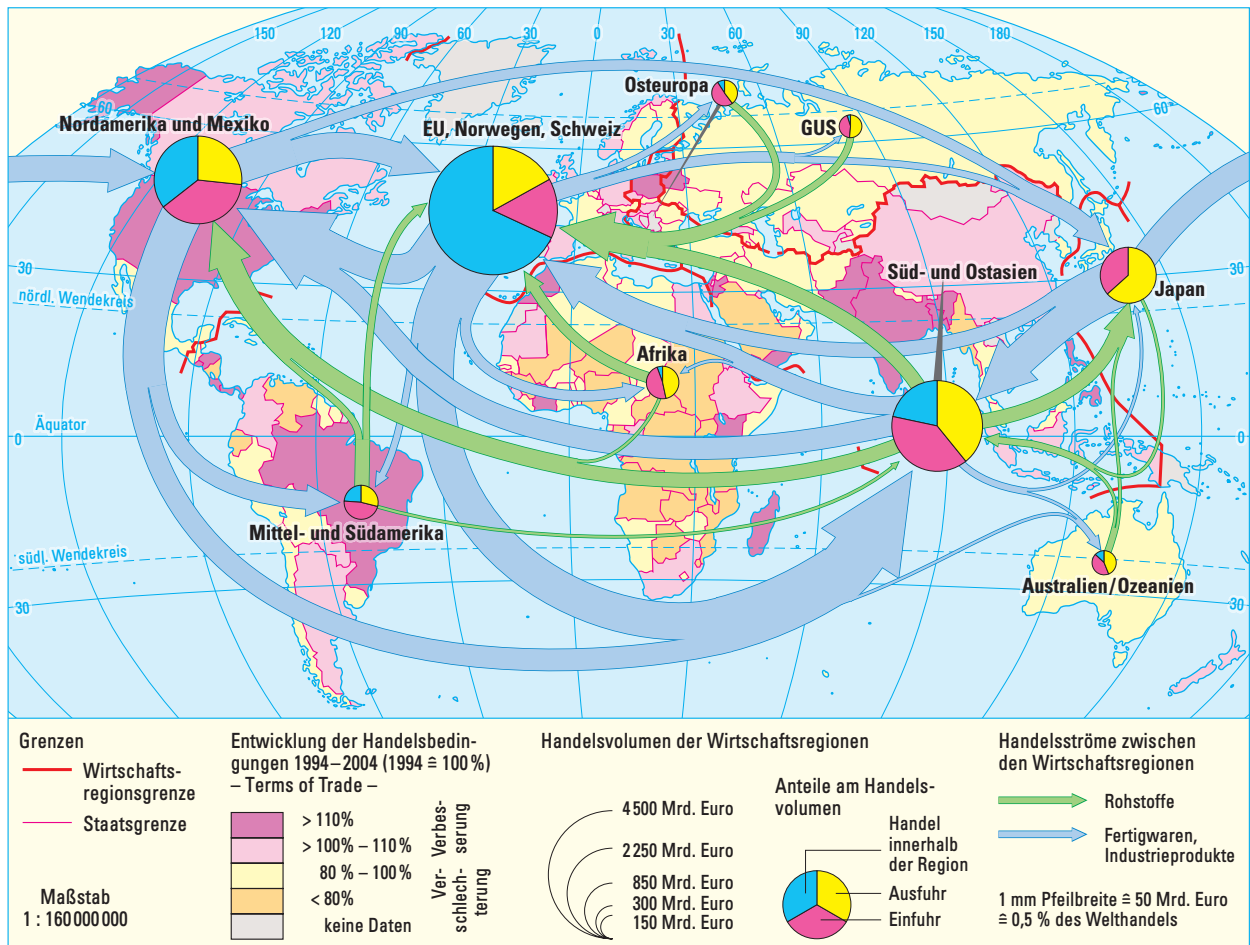 150
120
90
60
30
0
30
60
90
120
150
180
60
60
Osteuropa
Nordamerika und Mexiko
EU, Norwegen, Schweiz
GUS
30
nördl. Wendekreis
Süd- und Ostasien
30
Japan
Afrika
Äquator
0
0
Mittel- und Südamerika
südl. Wendekreis
Australien/Ozeanien
30
30
Grenzen
Wirtschafts-
regionsgrenze
Staatsgrenze
Maßstab
1 : 160 000 000
Entwicklung der Handelsbedin-
gungen 1994–2004 (1994 ≙ 100%)
– Terms of Trade –
> 110%
> 100% – 110%
80 % – 100%
< 80%
keine Daten
Verbes-
serung
Ver-
schlech-
terung
Handelsvolumen der Wirtschaftsregionen
4500 Mrd. Euro
2250 Mrd. Euro
850 Mrd. Euro
300 Mrd. Euro
150 Mrd. Euro
Anteile am Handels-
volumen
Handel
innerhalb
der Region
Ausfuhr
Einfuhr
Handelsströme zwischen
den Wirtschaftsregionen
Rohstoffe
Fertigwaren,
Industrieprodukte
1 mm Pfeilbreite ≙ 50 Mrd. Euro
≙ 0,5 % des Welthandels